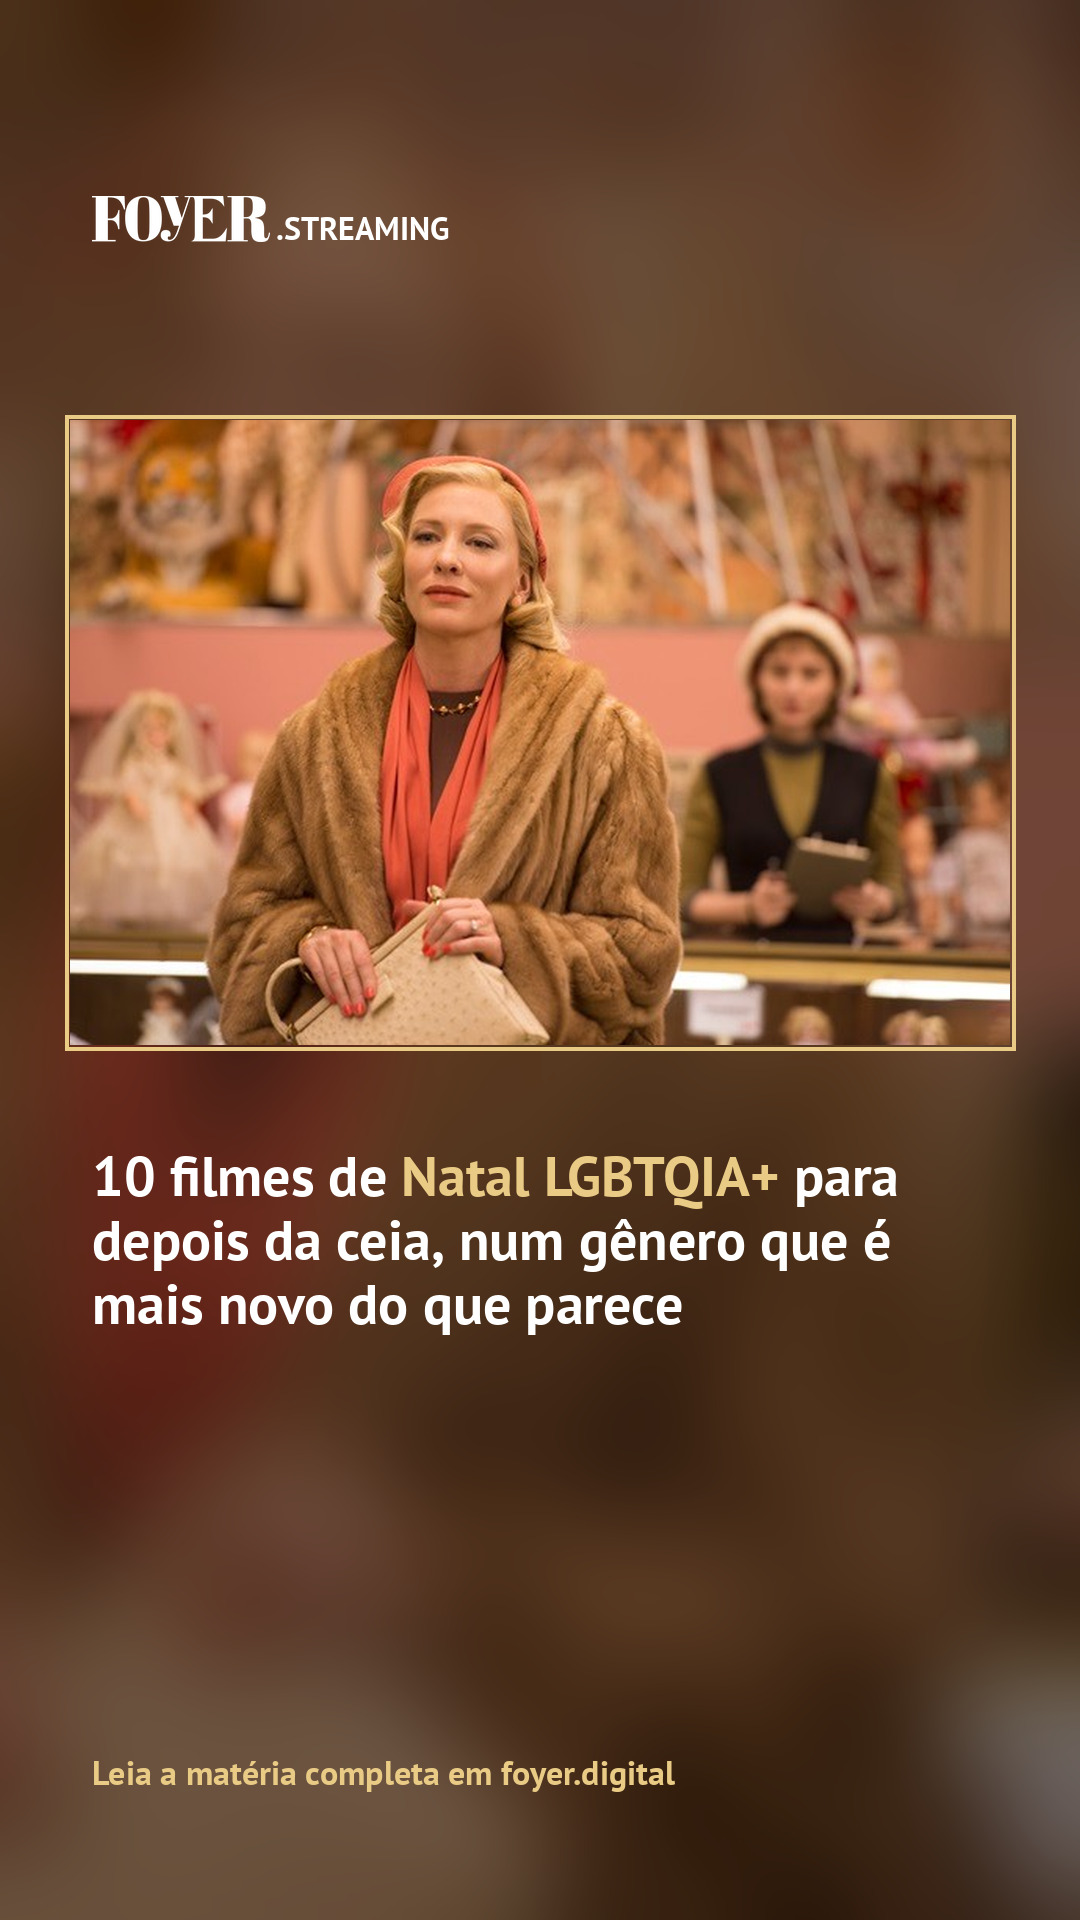 FOYER.STREAMING
10 filmes de Natal LGBTQIA+ para
depois da ceia, num gênero que é
mais novo do que parece
Leia a matéria completa em foyer.digital